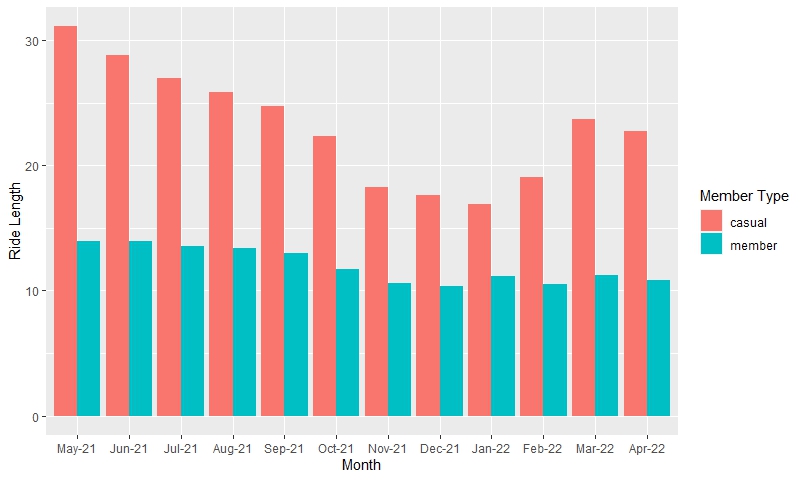 30
20
10
0
Ride Length
May-21 Jun-21 Jul-21 Aug-21 Sep-21 Oct-21 Nov-21 Dec-21 Jan-22 Feb-22 Mar-22 Apr-22
Month
Member Type
casual
member